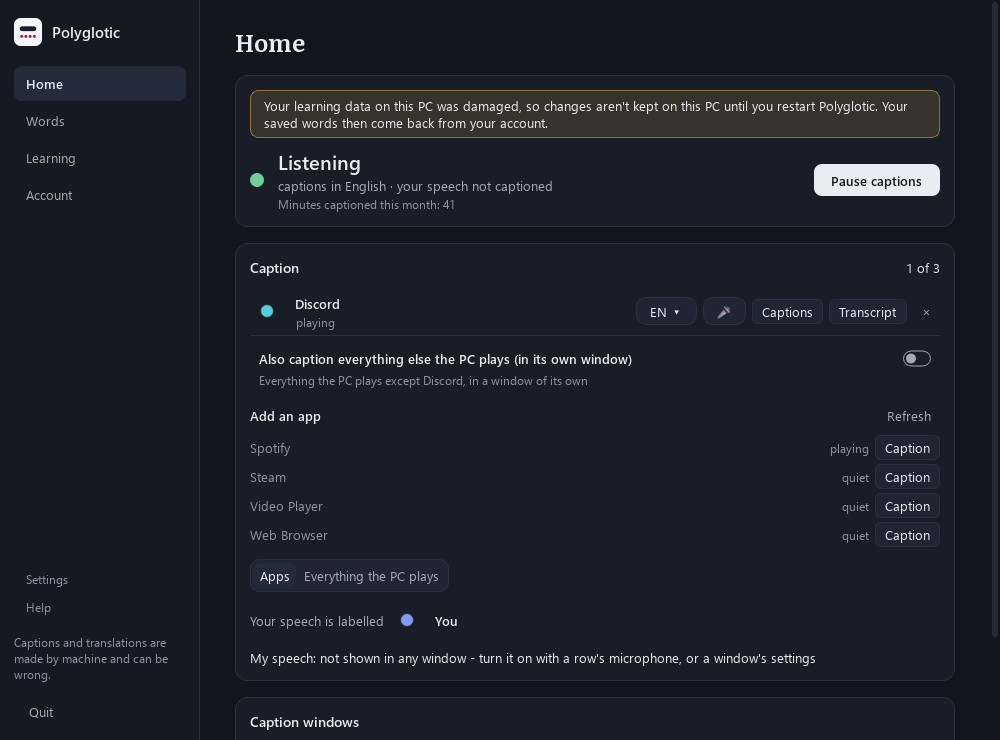 Polyglotic
Home
Words
Learning
Account
Settings
Help
Captions and translations are
made by machine and can be
wrong.
Quit
Home
Your learning data on this PC was damaged, so changes aren't kept on this PC until you restart Polyglotic. Your
saved words then come back from your account.
Listening
captions in English · your speech not captioned
Minutes captioned this month: 41
Pause captions
Caption 1 of 3
Discord
playing
EN ▾ Captions Transcript ×
Also caption everything else the PC plays (in its own window)
Everything the PC plays except Discord, in a window of its own
Add an app Refresh
Spotify playing Caption
Steam quiet Caption
Video Player quiet Caption
Web Browser quiet Caption
Apps Everything the PC plays
Your speech is labelled You
My speech: not shown in any window - turn it on with a row's microphone, or a window's settings
Caption windows